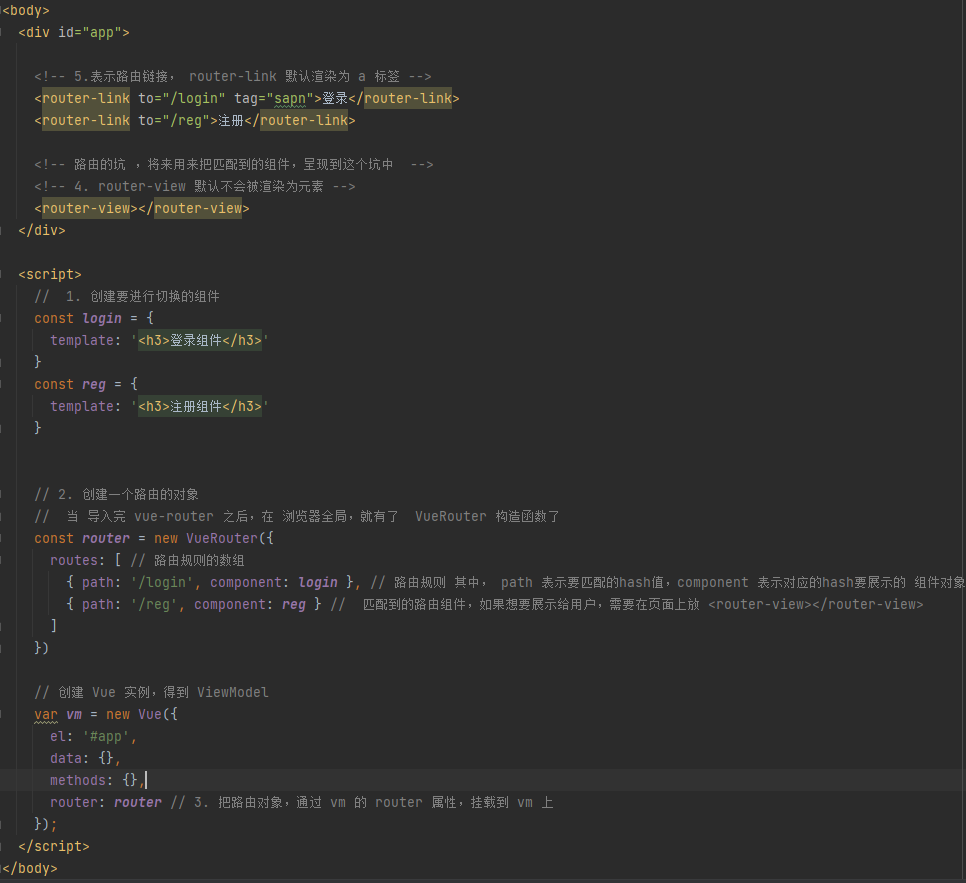 <body>
<div id="app">
<!-- 5.表示路由链接， router-link 默认渲染为 a 标签 -->
<router-link to="/login" tag="sapn">登录</router-link>
<router-link to="/reg">注册</router-link>
<!-- 路由的坑 ，将来用来把匹配到的组件，呈现到这个坑中  -->
<!-- 4. router-view 默认不会被渲染为元素 -->
<router-view></router-view>
</div>
<script>
//  1. 创建要进行切换的组件
const login = {
template: '<h3>登录组件</h3>'
}
const reg = {
template: '<h3>注册组件</h3>'
}
// 2. 创建一个路由的对象
//  当 导入完 vue-router 之后，在 浏览器全局，就有了  VueRouter 构造函数了
const router = new VueRouter({
routes: [ // 路由规则的数组
{ path: '/login', component: login }, // 路由规则 其中， path 表示要匹配的hash值，component 表示对应的hash要展示的 组件对象
{ path: '/reg', component: reg } //  匹配到的路由组件，如果想要展示给用户，需要在页面上放 <router-view></router-view>
]
})
// 创建 Vue 实例，得到 ViewModel
var vm = new Vue({
el: '#app',
data: {},
methods: {},
router: router // 3. 把路由对象，通过 vm 的 router 属性，挂载到 vm 上
});
</script>
</body>